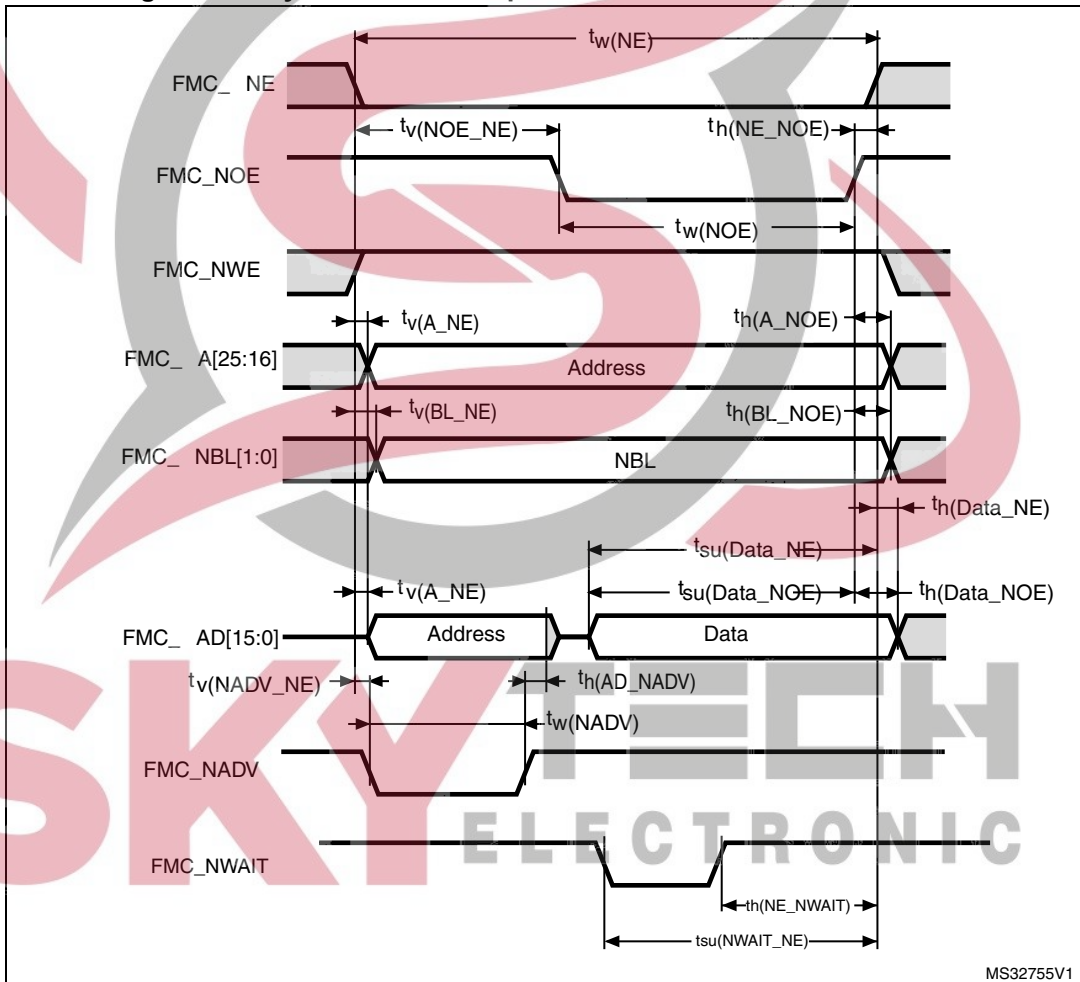 tw(NE)
FMC_ NE
tv(NOE_NE) th(NE_NOE)
FMC_NOE
tw(NOE)
FMC_NWE
tv(A_NE) th(A_NOE)
FMC_ A[25:16] Address
tv(BL_NE) th(BL_NOE)
FMC_ NBL[1:0] NBL
th(Data_NE)
tsu(Data_NE)
tv(A_NE) tsu(Data_NOE) th(Data_NOE)
FMC_ AD[15:0] Address Data
tv(NADV_NE) th(AD_NADV)
tw(NADV)
FMC_NADV
FMC_NWAIT
th(NE_NWAIT)
tsu(NWAIT_NE)
MS32755V1
SKY TECH
ELECTRONIC